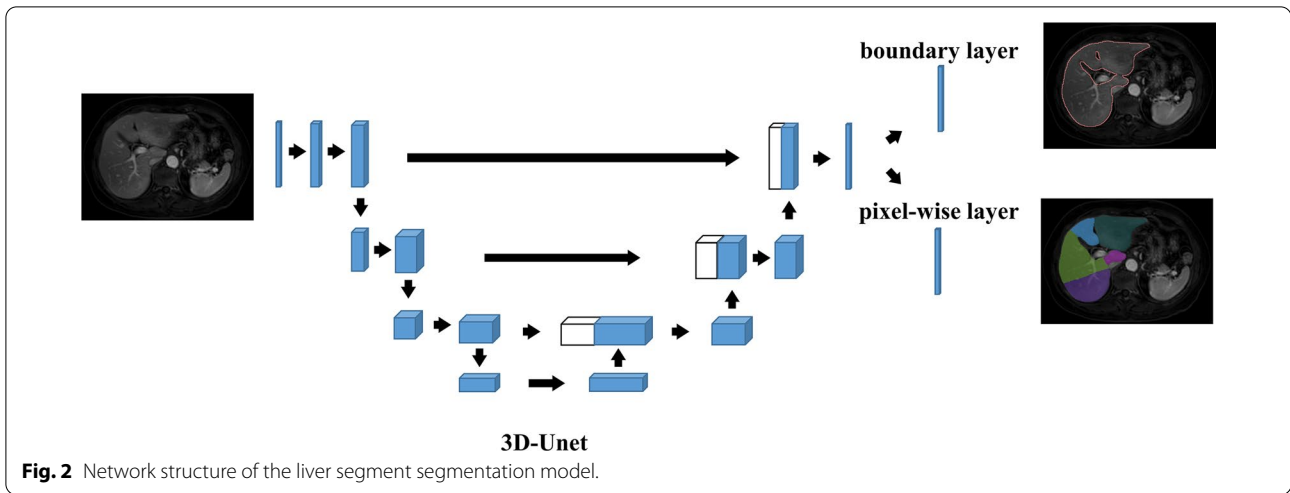 boundary layer
pixel-wise layer
3D-Unet
Fig. 2 Network structure of the liver segment segmentation model.